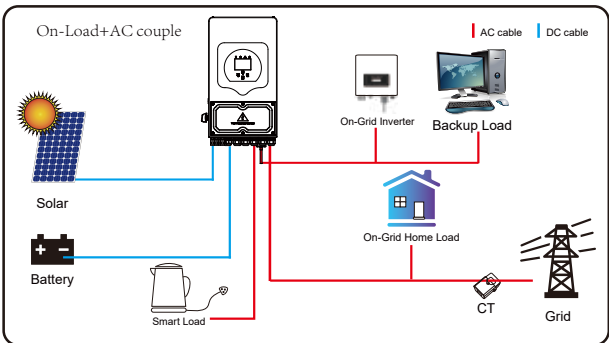 On-Load+AC couple
AC cable
DC cable
On-Grid Inverter
Backup Load
Solar
On-Grid Home Load
Battery
Smart Load
CT
Grid